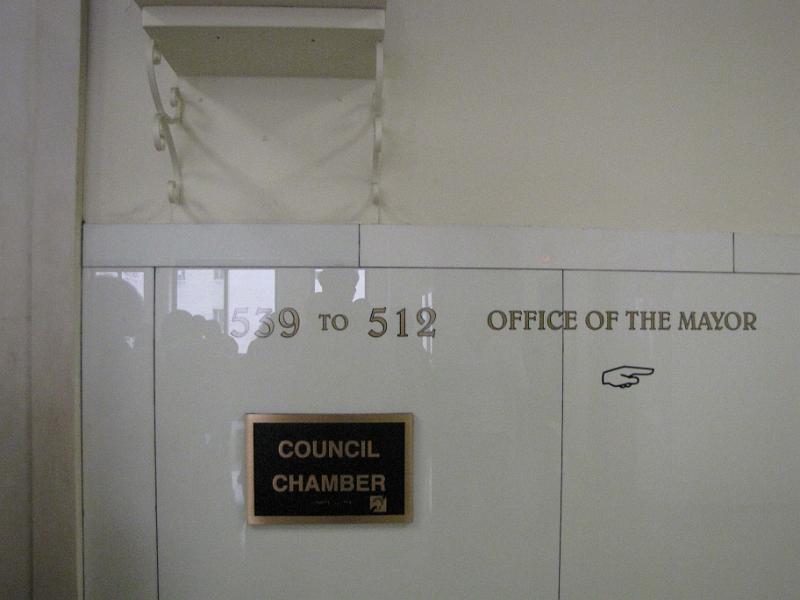 539 TO 512 OFFICE OF THE MAYOR
COUNCIL
CHAMBER